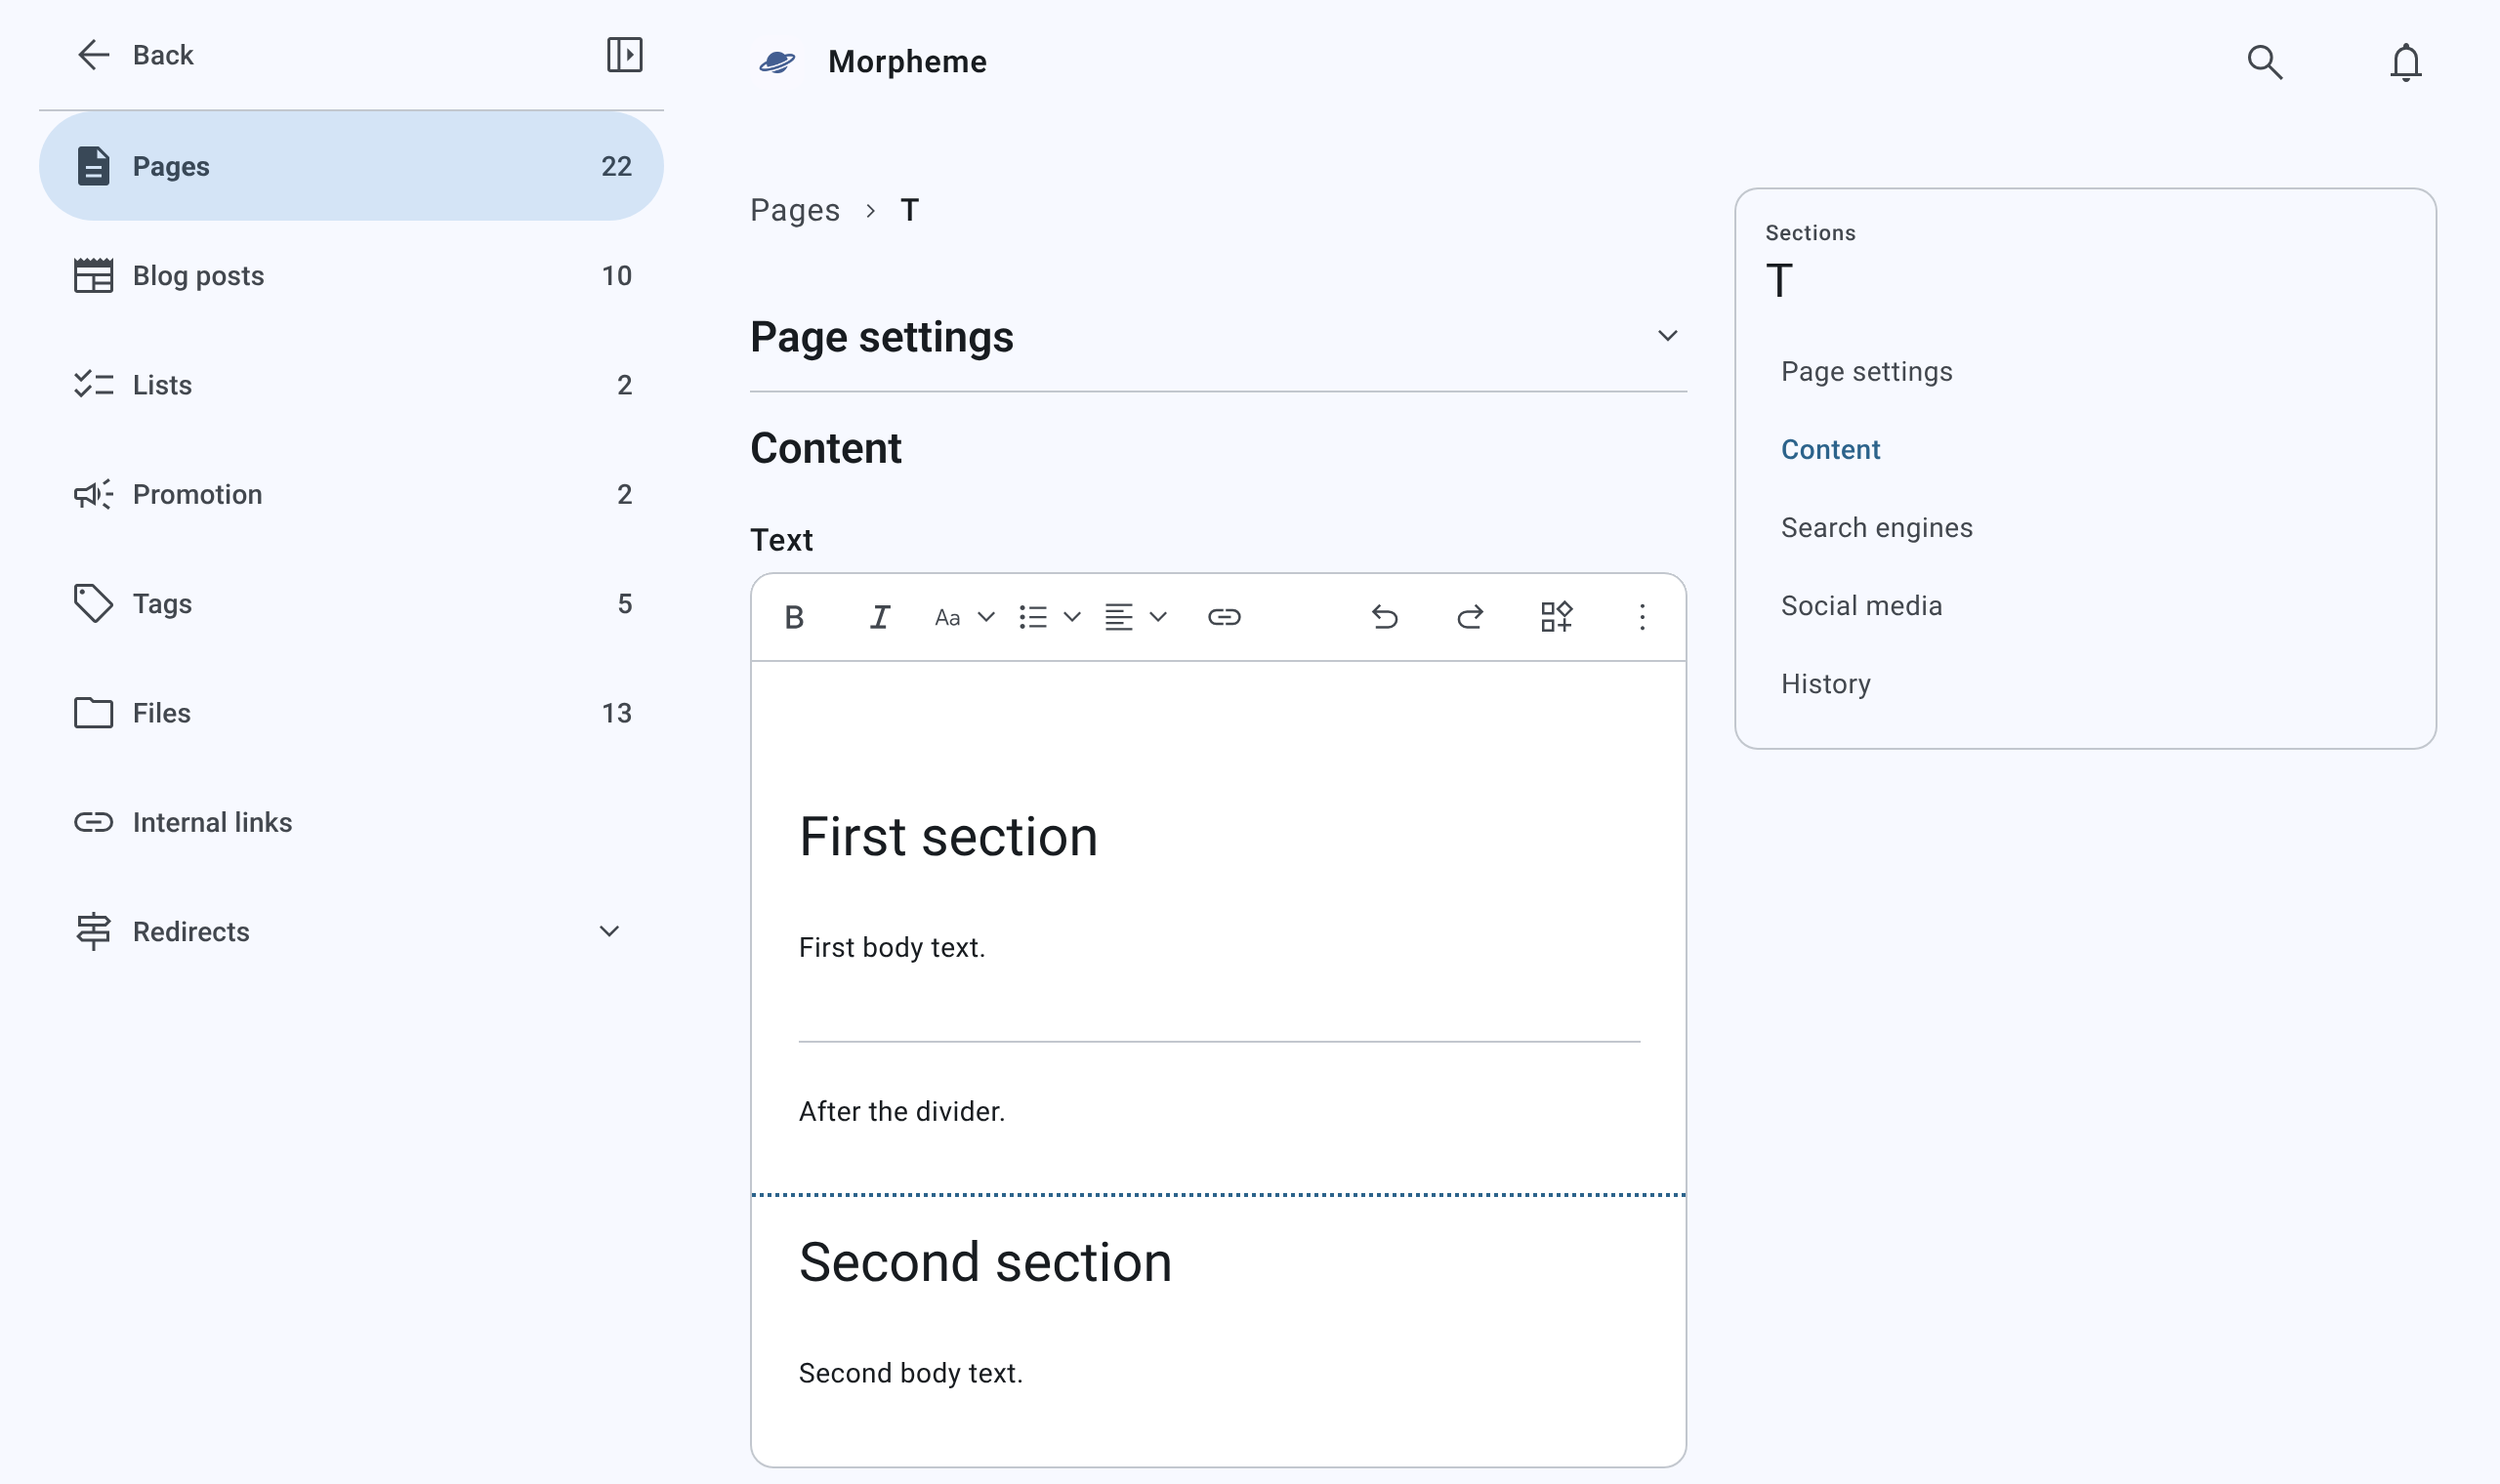 Back
Morpheme
Pages 22
Blog posts 10
Lists 2
Promotion 2
Tags 5
Files 13
Internal links
Redirects
Pages > T
Page settings
Content
Text
B I Aa
First section
First body text.
After the divider.
Second section
Second body text.
Sections
T
Page settings
Content
Search engines
Social media
History